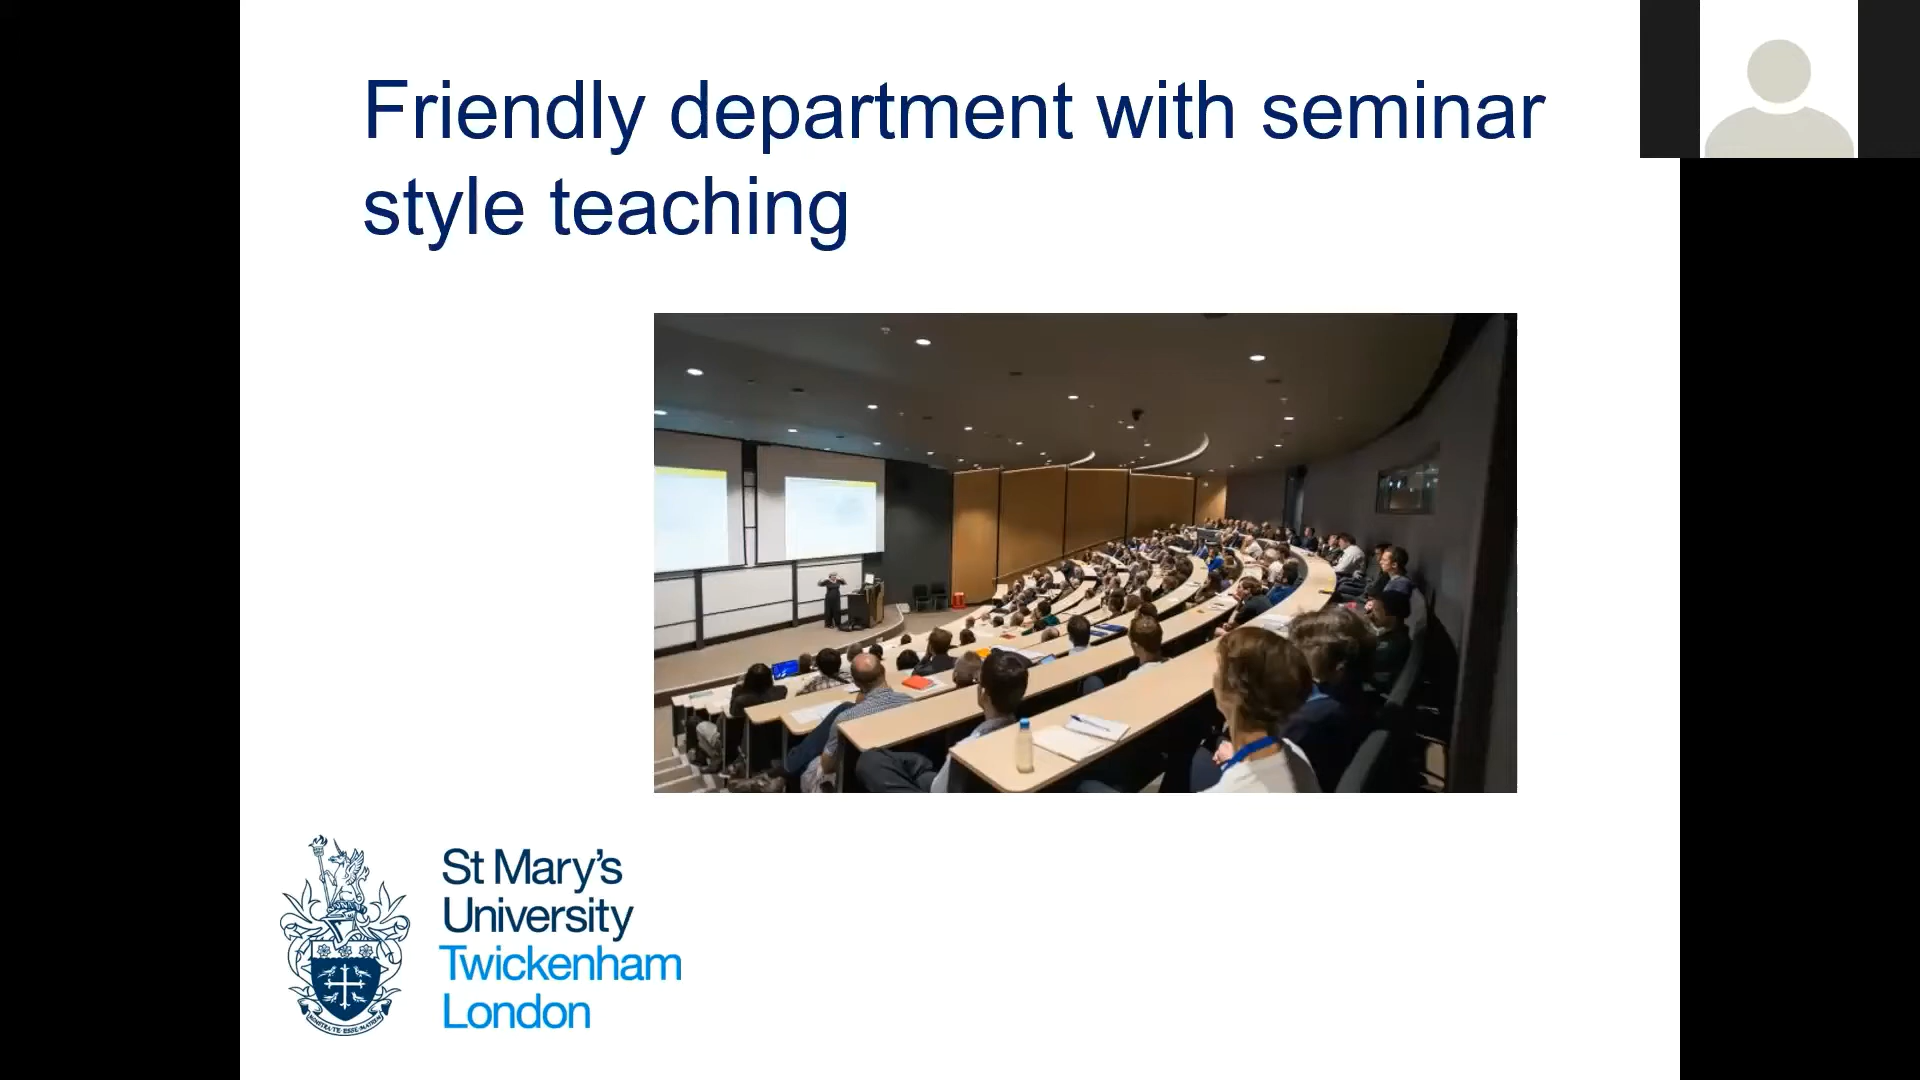 Friendly department with seminar
style teaching
St Mary's
University
Twickenham
London